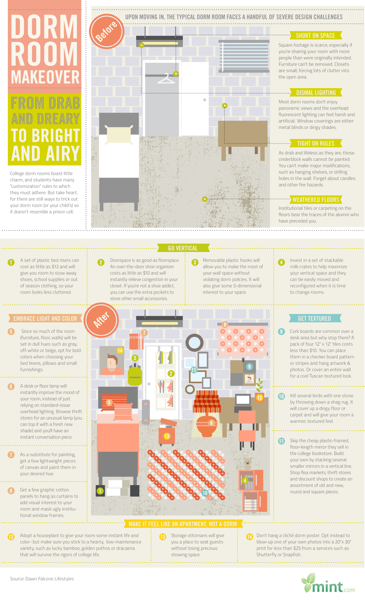 DORM
ROOM
MAKEOVER
FROM DRAB
AND DREARY
TO BRIGHT
AND AIRY
College dorm rooms boast little
charm, and students have many
"customization" rules to which
they must adhere. But take heart,
for there are still ways to trick out
your dorm room (or your child's) so
it doesn't resemble a prison cell.
UPON MOVING IN, THE TYPICAL DORM ROOM FACES A HANDFUL OF SEVERE DESIGN CHALLENGES
Before
SHORT ON SPACE
Square footage is scarce, especially if
you're sharing your room with more
people than were originally intended.
Furniture can't be removed. Closets
are small, forcing lots of clutter into
the open area.
DISMAL LIGHTING
Most dorm rooms don't enjoy
panoramic views and the overhead
fluorescent lighting can feel harsh and
artificial. Window coverings are either
metal blinds or dingy shades.
TIGHT ON RULES
As drab and lifeless as they are, those
cinderblock walls cannot be painted.
You can't make major modifications,
such as hanging shelves, or drilling
holes in the wall. Forget about candles
and other fire hazards.
WEATHERED FLOORS
Institutional tiles or carpeting on the
floors bear the traces of the alumni who
have preceded you.
GO VERTICAL
1 A set of plastic bed risers can
cost as little as $12 and will
give you room to stow away
shoes, school supplies or out
of season clothing, so your
room looks less cluttered.
2 Doorspace is as good as floorspace.
An over-the-door shoe organizer
costs as little as $10 and will
instantly relieve congestion in your
closet. If you're not a shoe addict,
you can use the extra pockets to
store other small accessories.
3 Removable plastic hooks will
allow you to make the most of
your wall space without
violating dorm policies. It will
also give some 3-dimensional
interest to your space.
4 Invest in a set of stackable
milk crates to help maximize
your vertical space and they
can be easily moved and
reconfigured when it is time
to change rooms.
EMBRACE LIGHT AND COLOR
5 Since so much of the room
(furniture, floor, walls) will be
set in dull hues such as gray,
off-white or beige, opt for bold
colors when choosing your
bed linens, pillows and small
furnishings.
6 A desk or floor lamp will
instantly improve the mood of
your room, instead of just
relying on standard-issue
overhead lighting. Browse thrift
stores for an unusual lamp (you
can top it with a fresh new
shade) and you'll have an
instant conversation piece.
7 As a substitute for painting,
get a few lightweight pieces
of canvas and paint them in
your desired hue.
8 Get a few graphic cotton
panels to hang as curtains to
add visual interest to your
room and mask ugly institu-
tional window frames.
After
GET TEXTURED
9 Cork boards are common over a
desk area but why stop there? A
pack of four 12" x 12" tiles costs
less than $10. You can place
them in a checker board pattern
or stripes and hang artwork &
photos. Or cover an entire wall
for a cool Tuscan textured look.
10 Kill several birds with one stone
by throwing down a shag rug. It
will cover up a dingy floor or
carpet and will give your room a
warmer, textured feel.
11 Skip the cheap plastic-framed,
floor-length mirror they sell in
the college bookstore. Build
your own by stacking several
smaller mirrors in a vertical line.
Shop flea markets, thrift stores
and discount shops to create an
assortment of old and new,
round and square pieces.
MAKE IT FEEL LIKE AN APARTMENT, NOT A DORM
12 Adopt a houseplant to give your room some instant life and
color- but make sure you stick to a hearty, low-maintenance
variety, such as lucky bamboo, golden pothos or dracaena
that will survive the rigors of college life.
13 Storage ottomans will give
you a place to seat guests
without losing precious
stowing space.
14 Don't hang a cliché dorm poster. Opt instead to
blow-up one of your own photos into a 20"x 30"
print for less than $25 from a services such as
Shutterfly or Snapfish.
Source: Dawn Falcone Lifestyles
mint.com